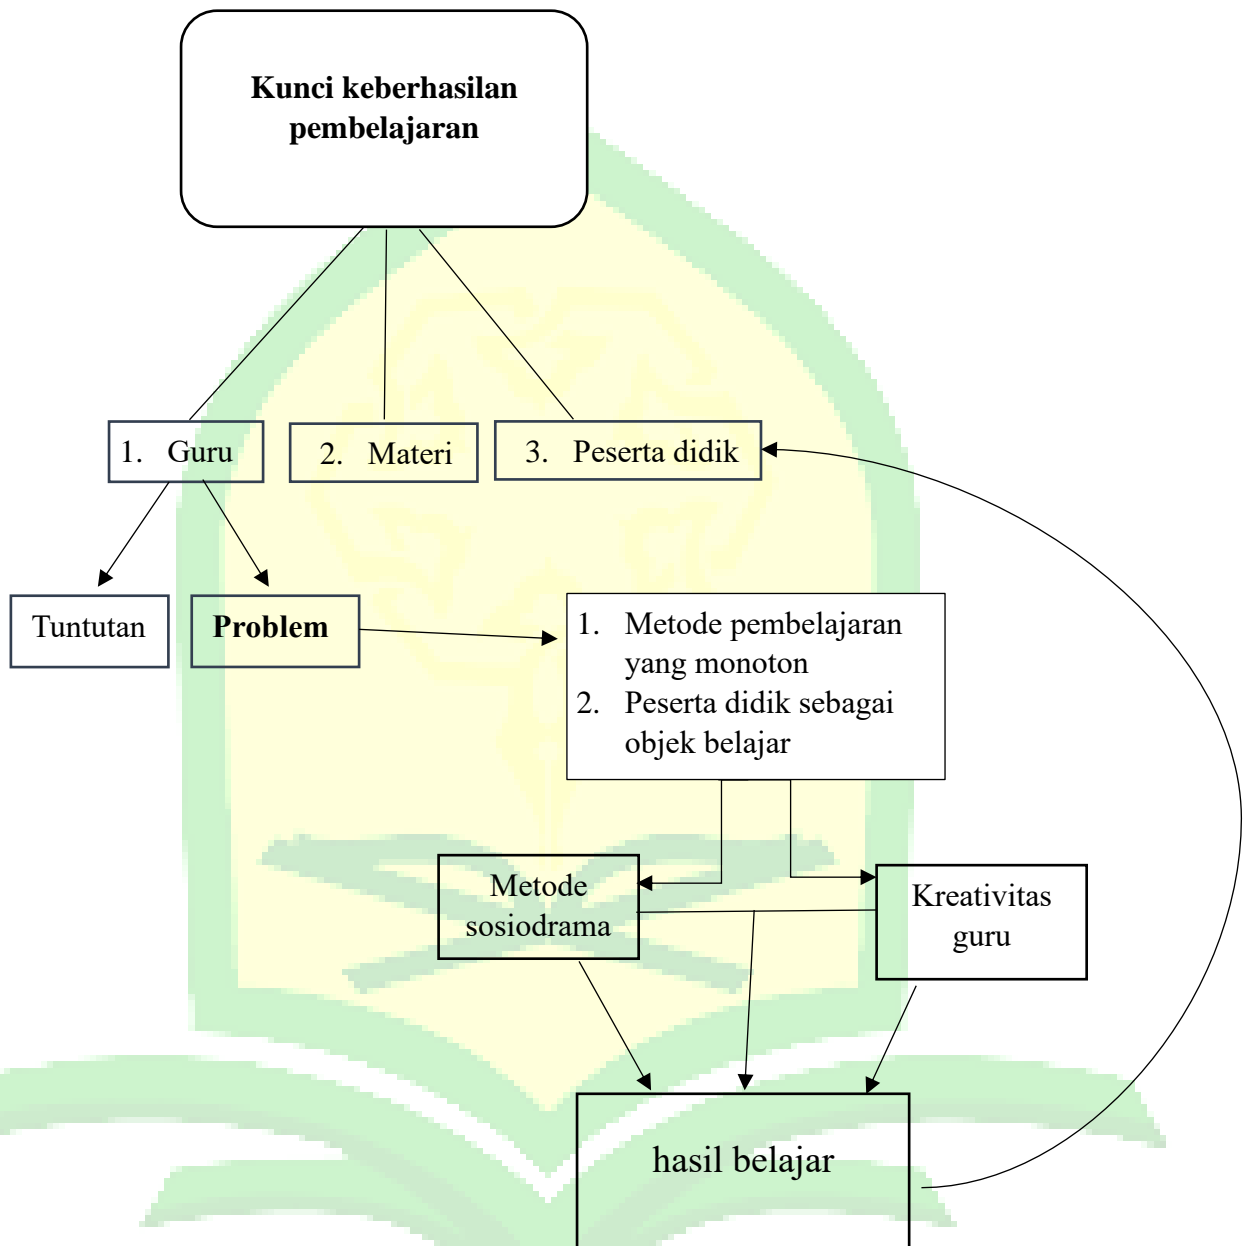 Kunci keberhasilan
pembelajaran
1. Guru
2. Materi
3. Peserta didik
Tuntutan
Problem
1. Metode pembelajaran
yang monoton
2. Peserta didik sebagai
objek belajar
Metode
sosiodrama
Kreativitas
guru
hasil belajar